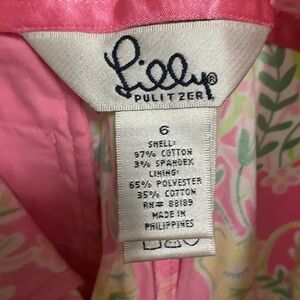 Lilly®
PULITZER
6
SHELL:
97% COTTON
3% SPANDEX
LINING:
65% POLYESTER
35% COTTON
RN# 88189
MADE IN
PHILIPPINES